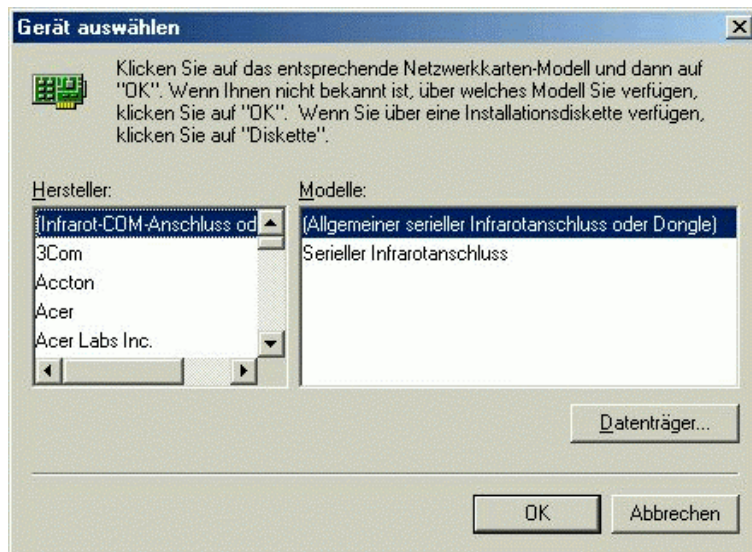 Gerät auswählen
Klicken Sie auf das entsprechende Netzwerkkarten-Modell und dann auf
"OK". Wenn Ihnen nicht bekannt ist, über welches Modell Sie verfügen,
klicken Sie auf "OK". Wenn Sie über eine Installationsdiskette verfügen,
klicken Sie auf "Diskette".
Hersteller:
(Infrarot-COM-Anschluss od
3Com
Accton
Acer
Acer Labs Inc.
Modelle:
(Allgemeiner serieller Infrarotanschluss oder Dongle)
Serieller Infrarotanschluss
Datenträger...
OK
Abbrechen